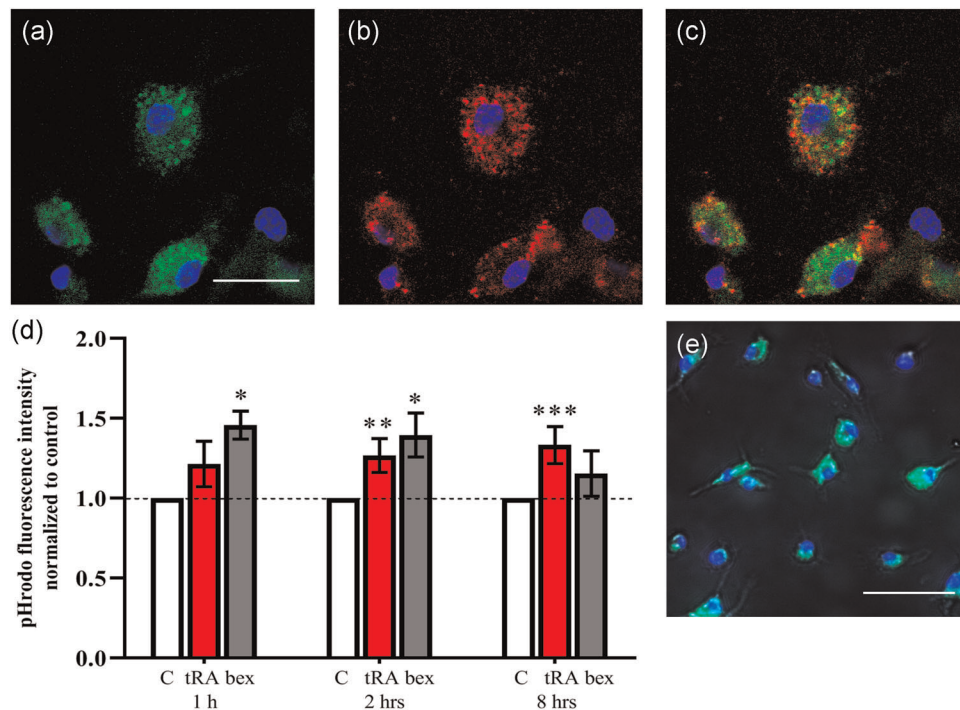 (a)
(b)
(c)
(d)
pHrodo fluorescence intensity
normalized to control
2.0
1.5
1.0
0.5
0.0
*
**
*
***
C tRA bex
C tRA bex
C tRA bex
1 h
2 hrs
8 hrs
(e)